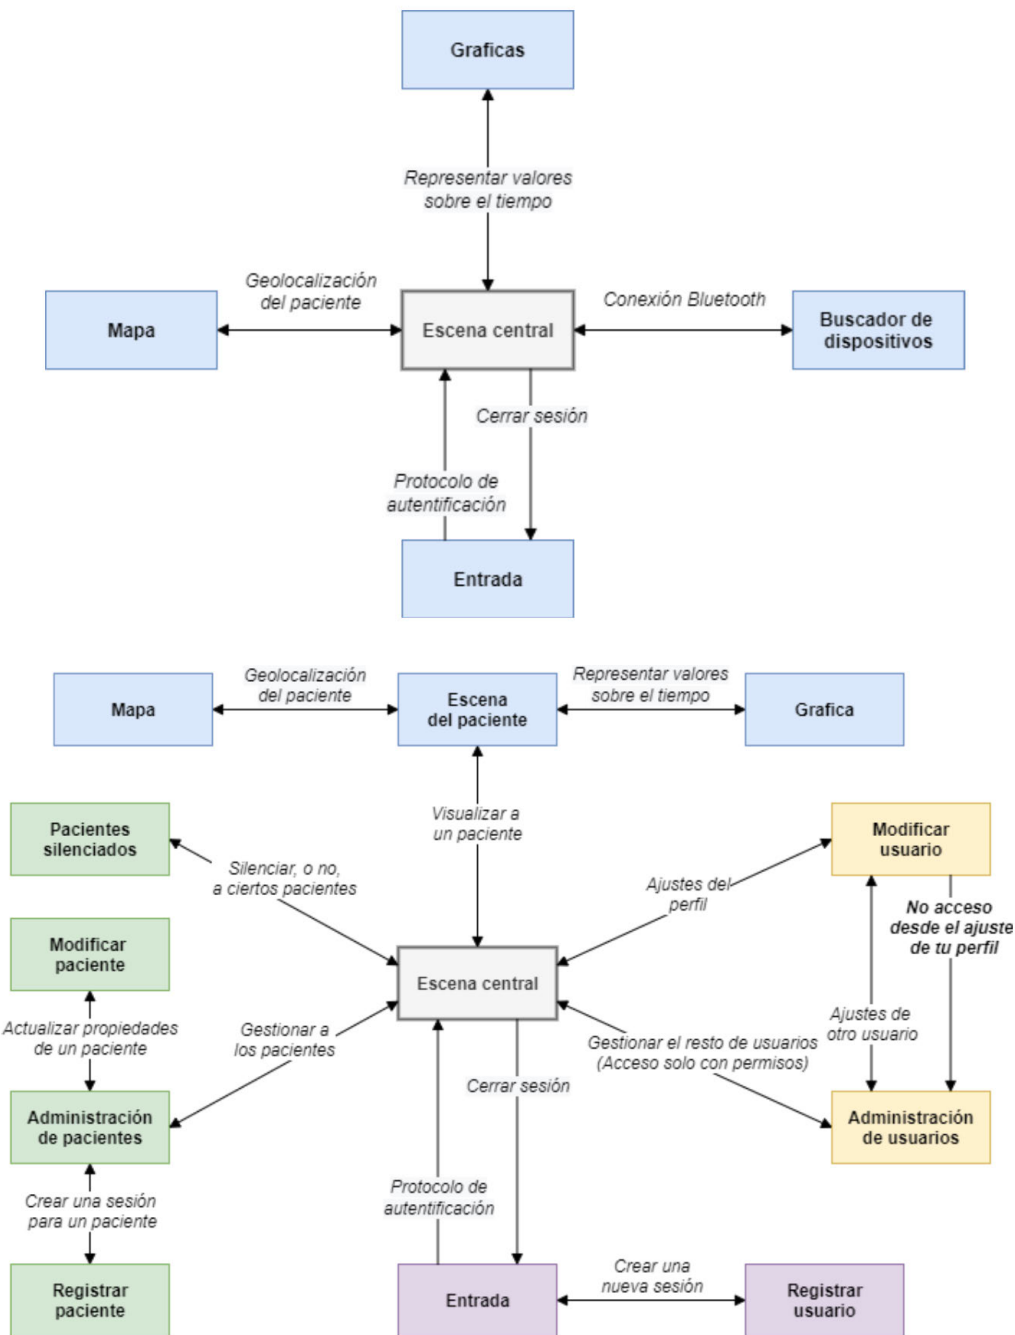 Graficas
Representar valores
sobre el tiempo
Geolocalización
del paciente
Conexión Bluetooth
Mapa
Escena central
Buscador de
dispositivos
Cerrar sesión
Protocolo de
autentificación
Entrada
Mapa
Geolocalización
del paciente
Escena
del paciente
Representar valores
sobre el tiempo
Grafica
Visualizar a
un paciente
Pacientes
silenciados
Silenciar, o no,
a ciertos pacientes
Modificar
usuario
Ajustes del
perfil
No acceso
desde el ajuste
de tu perfil
Modificar
paciente
Escena central
Actualizar propiedades
de un paciente
Gestionar a
los pacientes
Gestionar el resto de usuarios
(Acceso solo con permisos)
Ajustes de
otro usuario
Cerrar sesión
Administración
de pacientes
Administración
de usuarios
Crear una sesión
para un paciente
Protocolo de
autentificación
Registrar
paciente
Entrada
Crear una
nueva sesión
Registrar
usuario